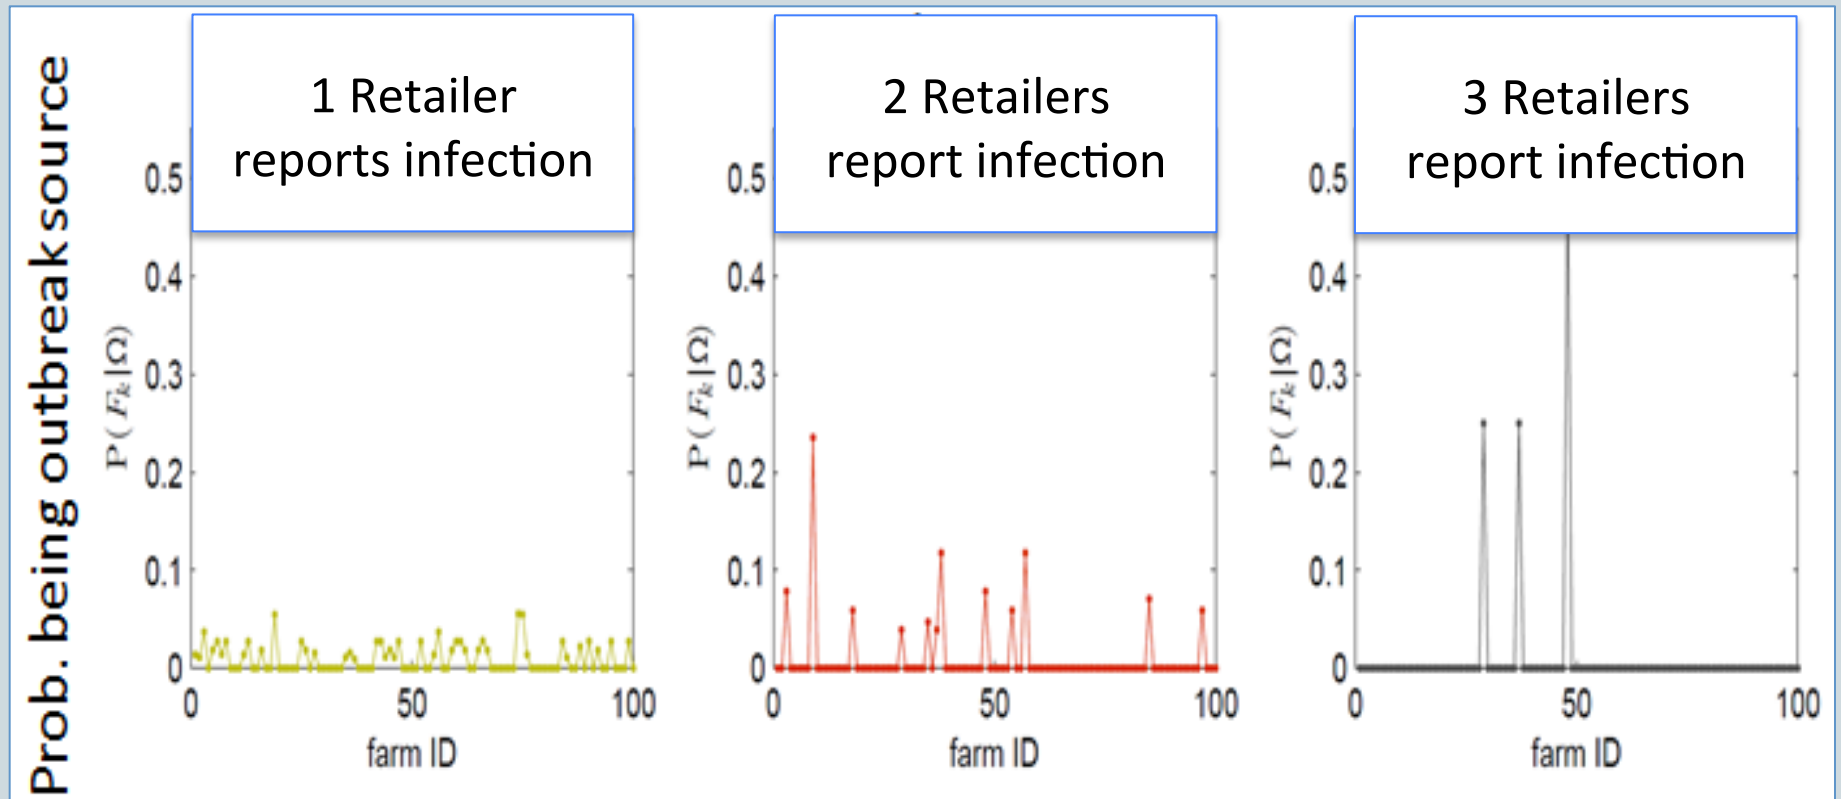 Prob. being outbreak source
1 Retailer
reports infection
0.5
0.4
0.3
0.2
0.1
0
P( Fₖ|Ω)
0
50
100
farm ID
2 Retailers
report infection
0.5
0.4
0.3
0.2
0.1
0
P( Fₖ|Ω)
0
50
100
farm ID
3 Retailers
report infection
0.5
0.4
0.3
0.2
0.1
0
P( Fₖ|Ω)
0
50
100
farm ID